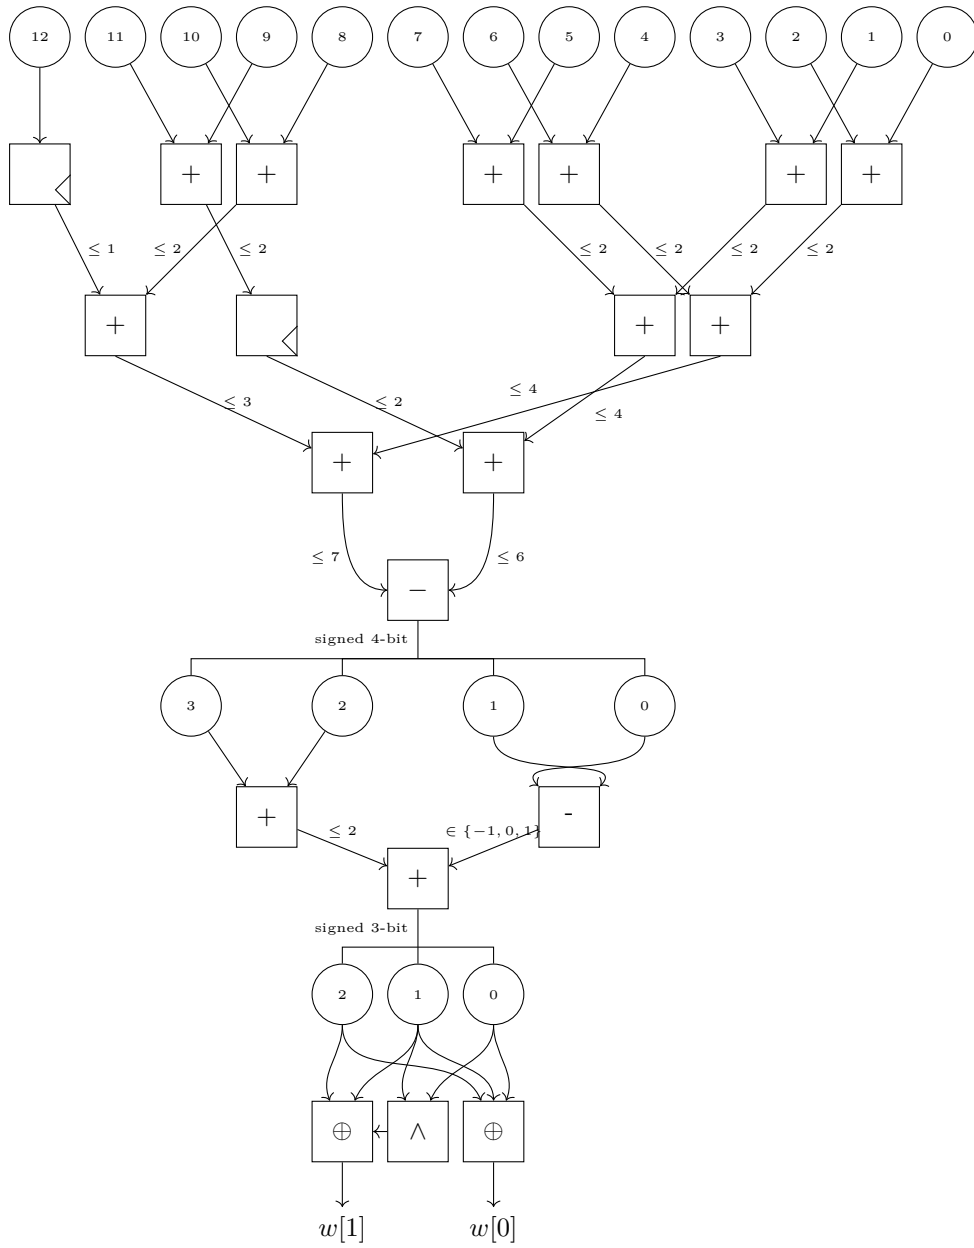 12 11 10 9 8 7 6 5 4 3 2 1 0
+ + + + + +
≤ 1 ≤ 2 ≤ 2 ≤ 2 ≤ 2 ≤ 2 ≤ 2
+ + +
≤ 3 ≤ 2 ≤ 4 ≤ 4
+ +
≤ 7 ≤ 6
−
signed 4-bit
3 2 1 0
+ -
≤ 2 ∈ {−1, 0, 1}
+
signed 3-bit
2 1 0
⊕ ∧ ⊕
w[1] w[0]